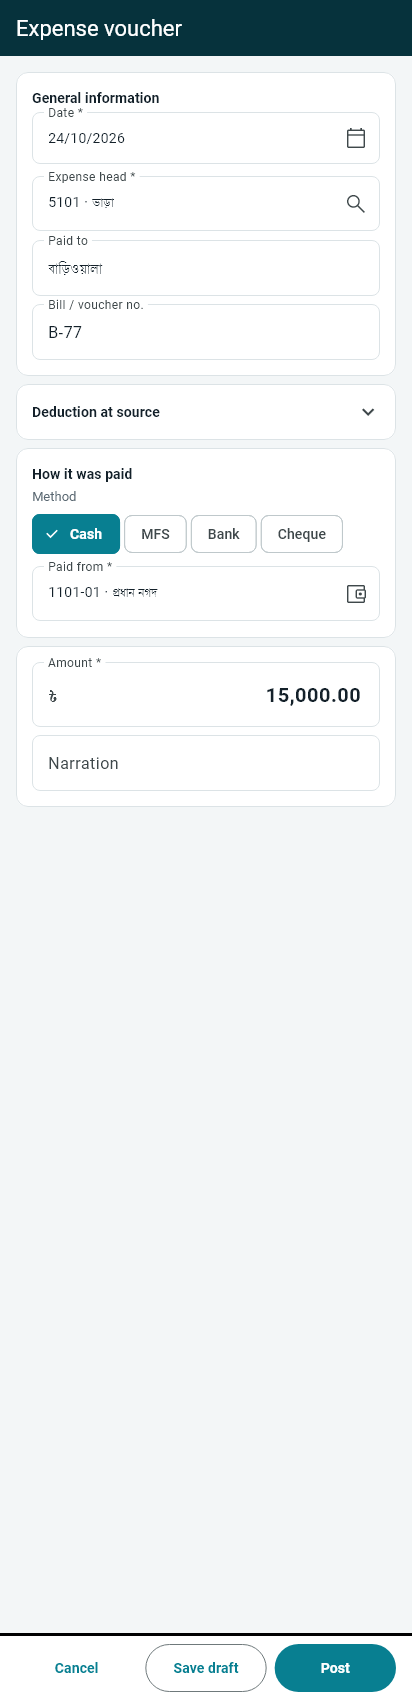 Expense voucher
General information
Date *
24/10/2026
Expense head *
5101 · ভাড়া
Paid to
বাড়িওয়ালা
Bill / voucher no.
B-77
Deduction at source
How it was paid
Method
Cash MFS Bank Cheque
Paid from *
1101-01 · প্রধান নগদ
Amount *
৳ 15,000.00
Narration
Cancel Save draft Post